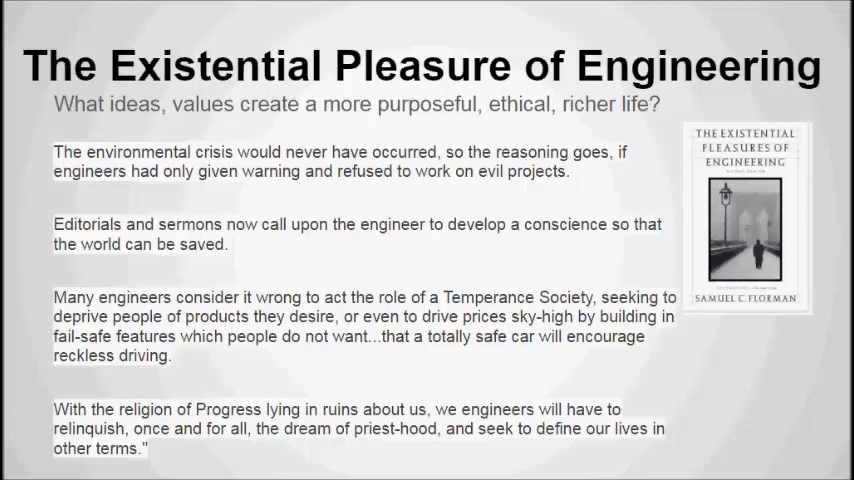 The Existential Pleasure of Engineering
What ideas, values create a more purposeful, ethical, richer life?
The environmental crisis would never have occurred, so the reasoning goes, if
engineers had only given warning and refused to work on evil projects.
Editorials and sermons now call upon the engineer to develop a conscience so that
the world can be saved.
Many engineers consider it wrong to act the role of a Temperance Society, seeking to
deprive people of products they desire, or even to drive prices sky-high by building in
fail-safe features which people do not want...that a totally safe car will encourage
reckless driving.
With the religion of Progress lying in ruins about us, we engineers will have to
relinquish, once and for all, the dream of priest-hood, and seek to define our lives in
other terms."
THE EXISTENTIAL
PLEASURES OF
ENGINEERING
SAMUEL C. FLORMAN